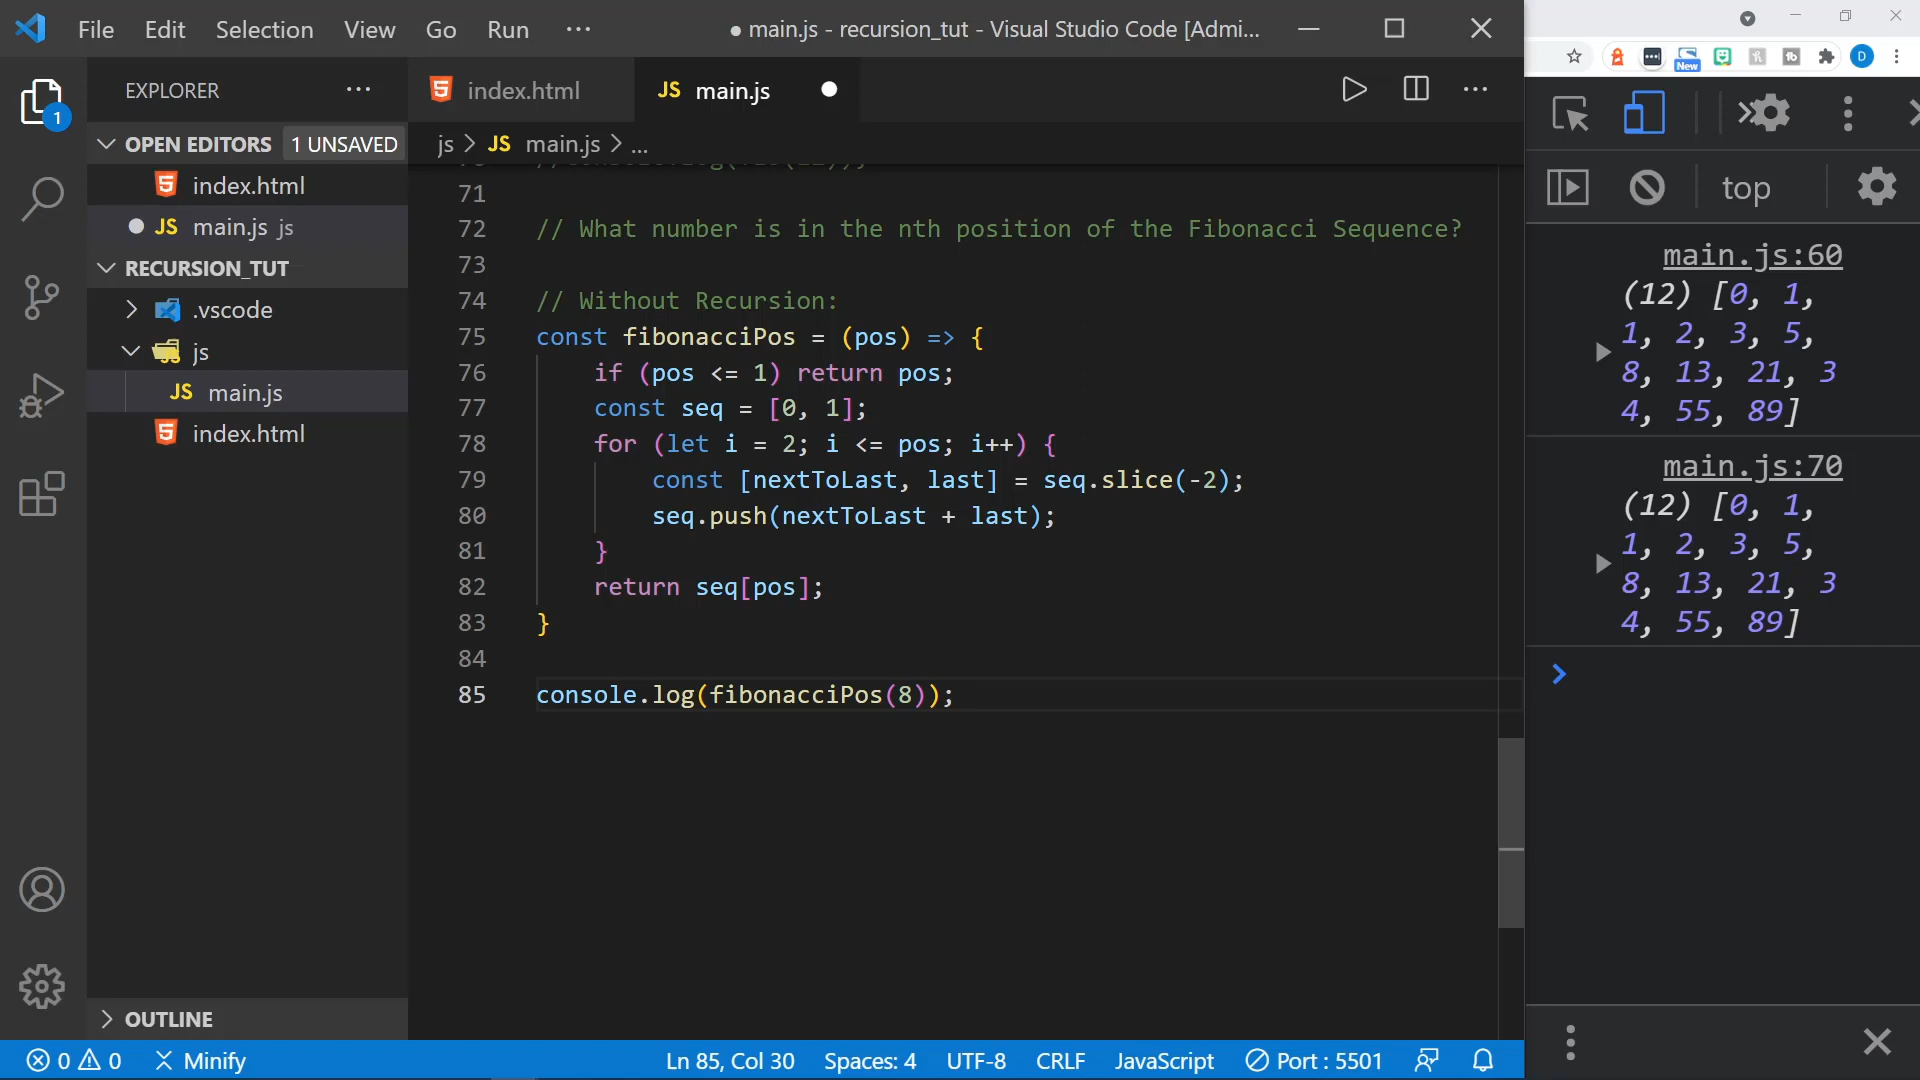 File Edit Selection View Go Run ··· ● main.js - recursion_tut - Visual Studio Code [Admi...
EXPLORER ···
OPEN EDITORS 1 UNSAVED
index.html
● JS main.js js
RECURSION_TUT
.vscode
js
JS main.js
index.html
OUTLINE
1
index.html JS main.js ●
js > JS main.js > ...
71
72 // What number is in the nth position of the Fibonacci Sequence?
73
74 // Without Recursion:
75 const fibonacciPos = (pos) => {
76 if (pos <= 1) return pos;
77 const seq = [0, 1];
78 for (let i = 2; i <= pos; i++) {
79 const [nextToLast, last] = seq.slice(-2);
80 seq.push(nextToLast + last);
81 }
82 return seq[pos];
83 }
84
85 console.log(fibonacciPos(8));
0 0 Minify Ln 85, Col 30 Spaces: 4 UTF-8 CRLF JavaScript Port : 5501
New D
top
main.js:60
(12) [0, 1,
1, 2, 3, 5,
8, 13, 21, 3
4, 55, 89]
main.js:70
(12) [0, 1,
1, 2, 3, 5,
8, 13, 21, 3
4, 55, 89]